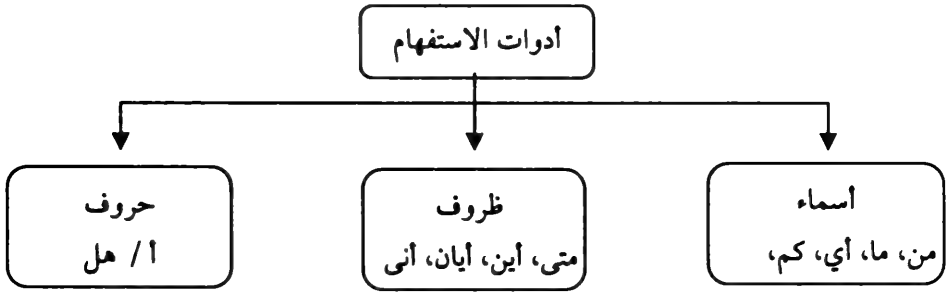 أدوات الاستفهام
أسماء
من، ما، أي، كم،
ظروف
متى، أين، أيان، أنى
حروف
أ / هل